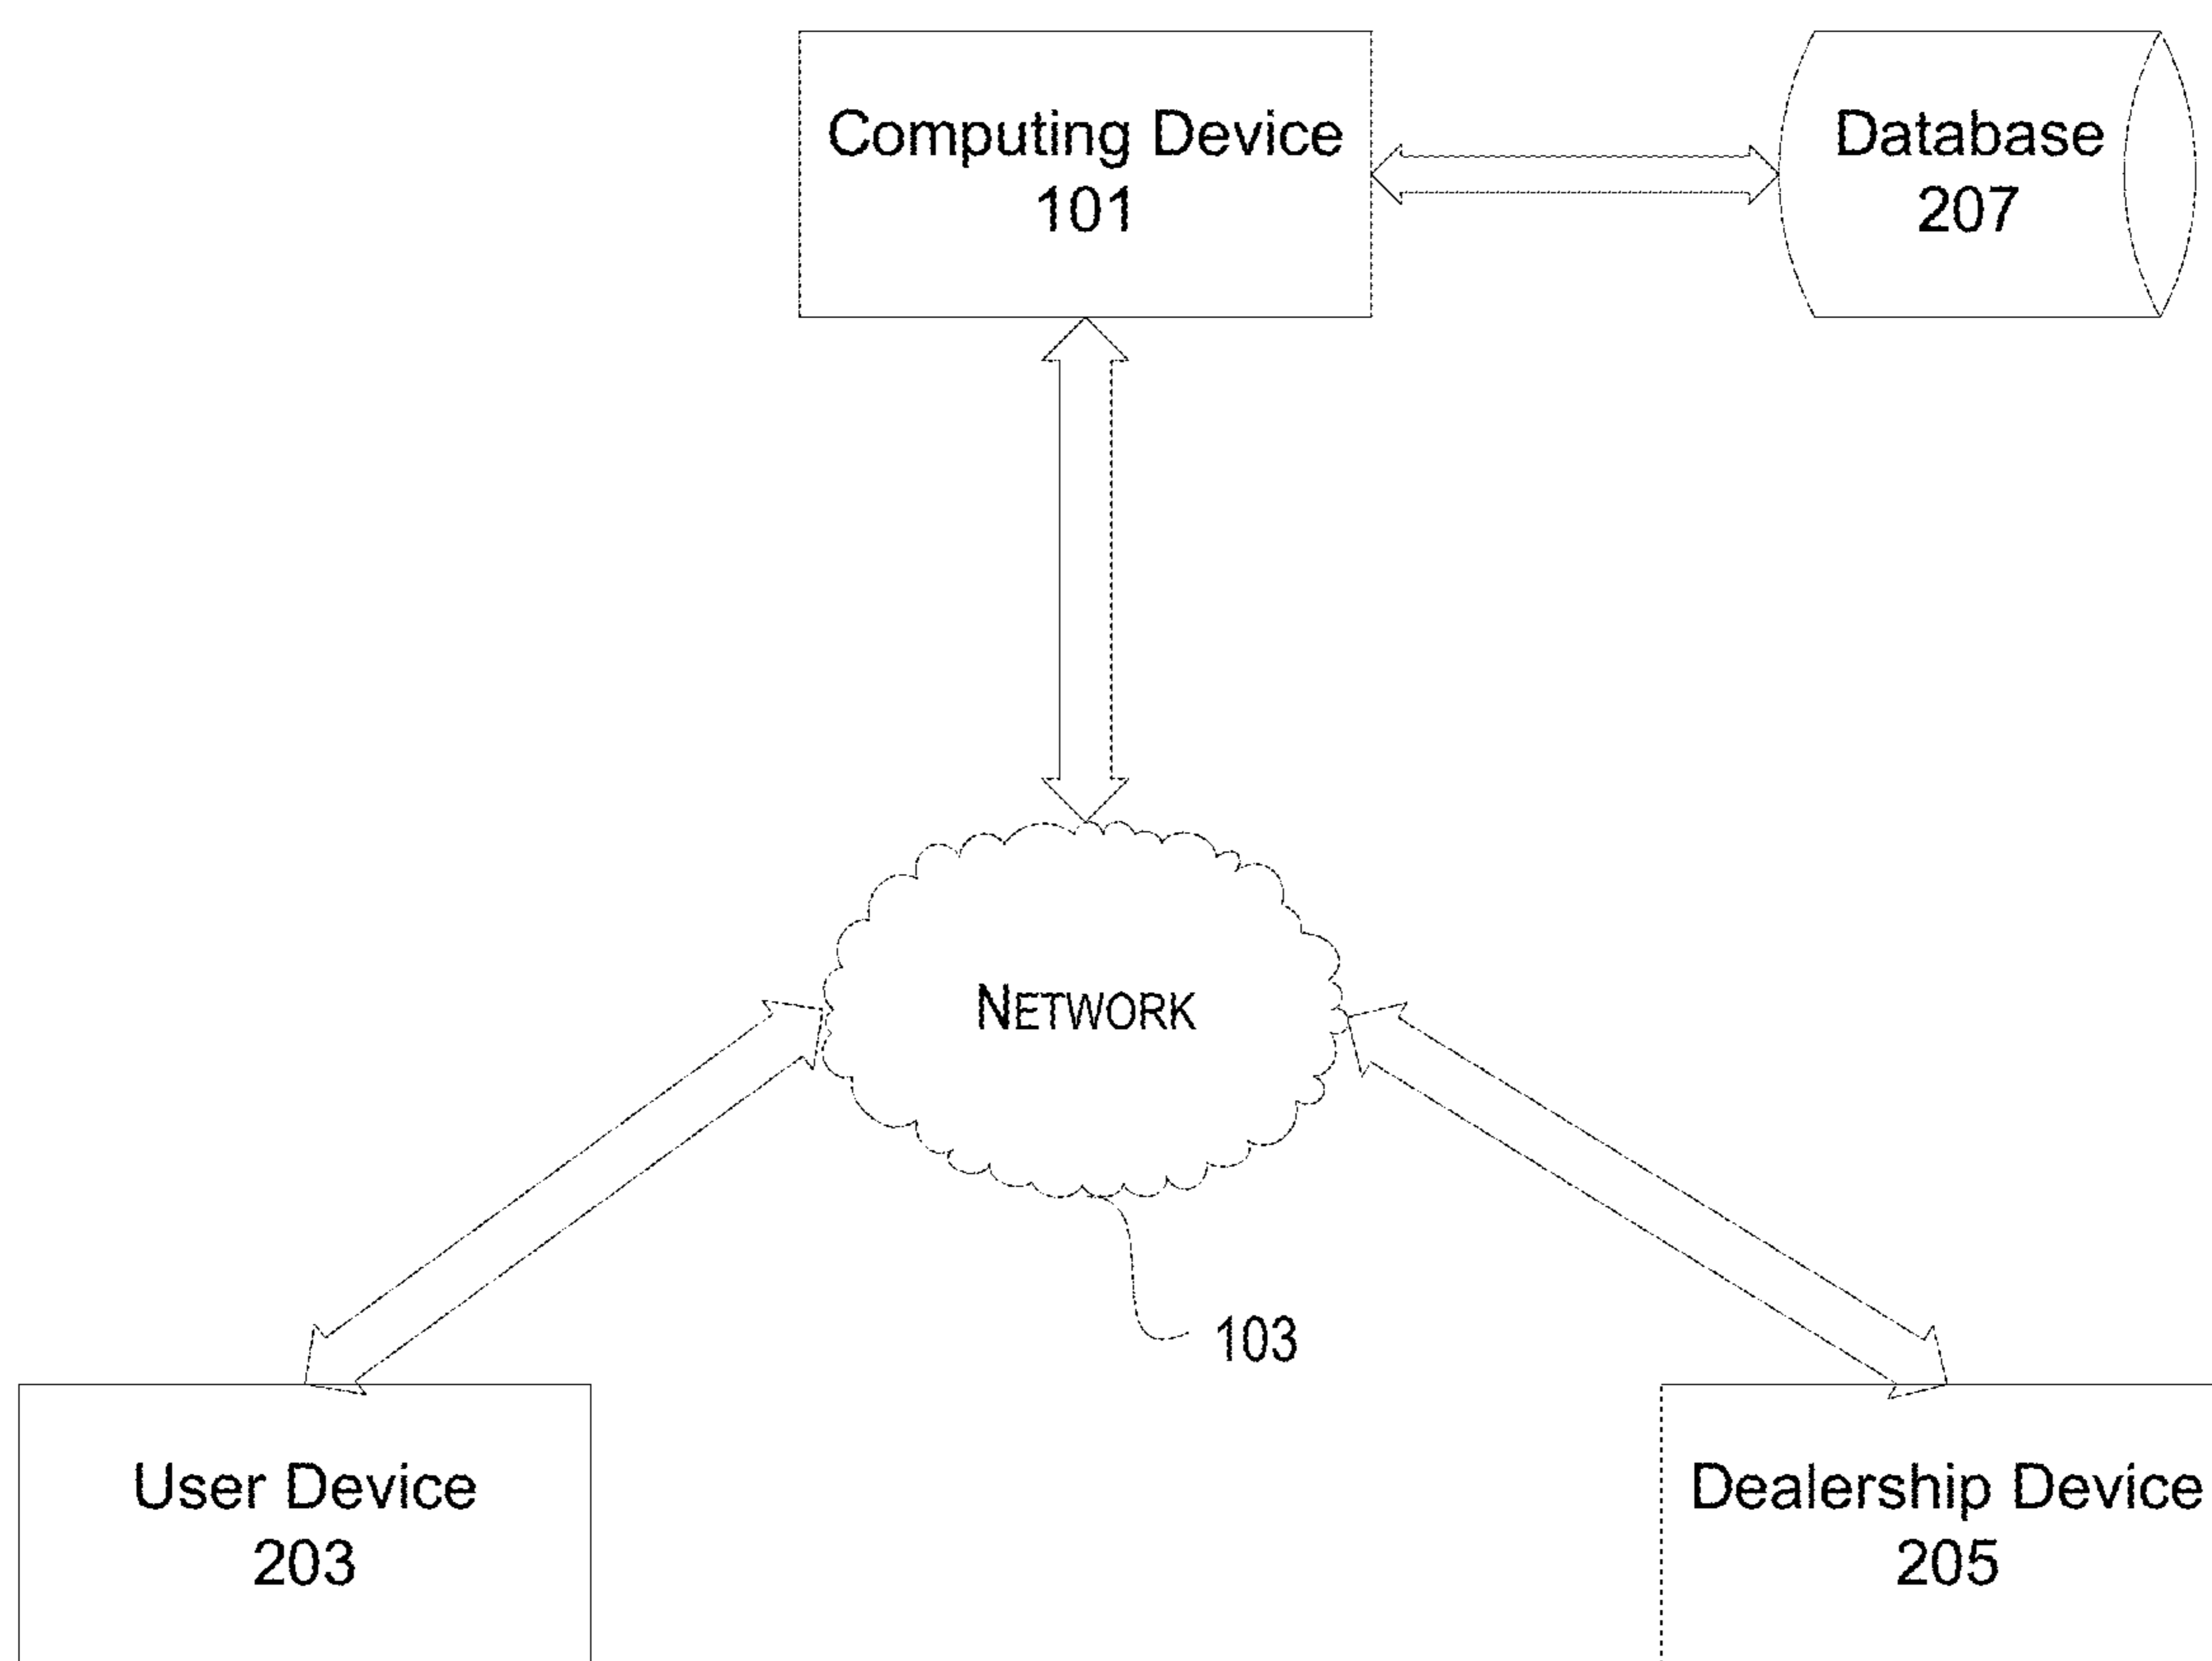 Computing Device
101
Database
207
NETWORK
103
User Device
203
Dealership Device
205